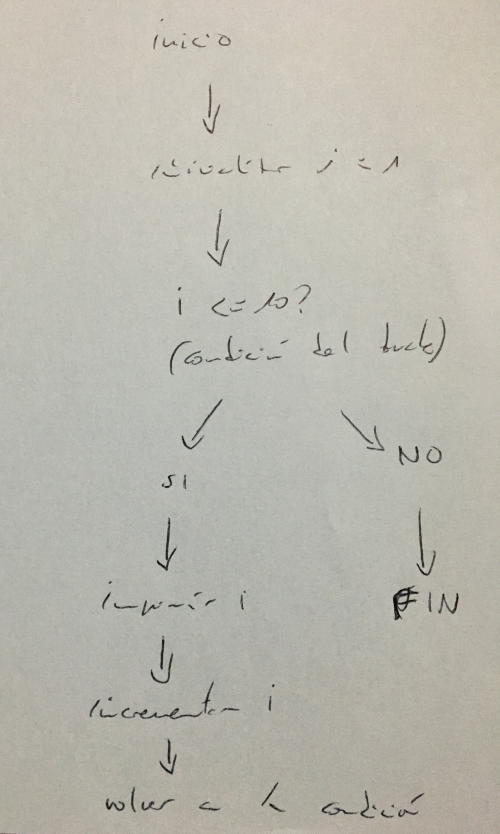 inicio
inicializar i = 1
i <= 10?
(condición del bucle)
SI
NO
imprimir i
FIN
incrementar i
volver a la condición